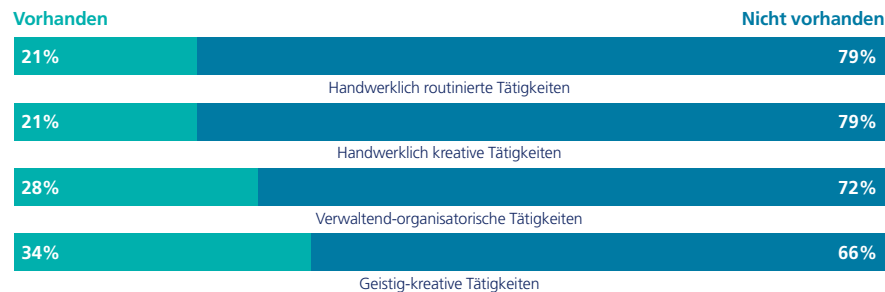 Vorhanden Nicht vorhanden
21% 79%
Handwerklich routinierte Tätigkeiten
21% 79%
Handwerklich kreative Tätigkeiten
28% 72%
Verwaltend-organisatorische Tätigkeiten
34% 66%
Geistig-kreative Tätigkeiten